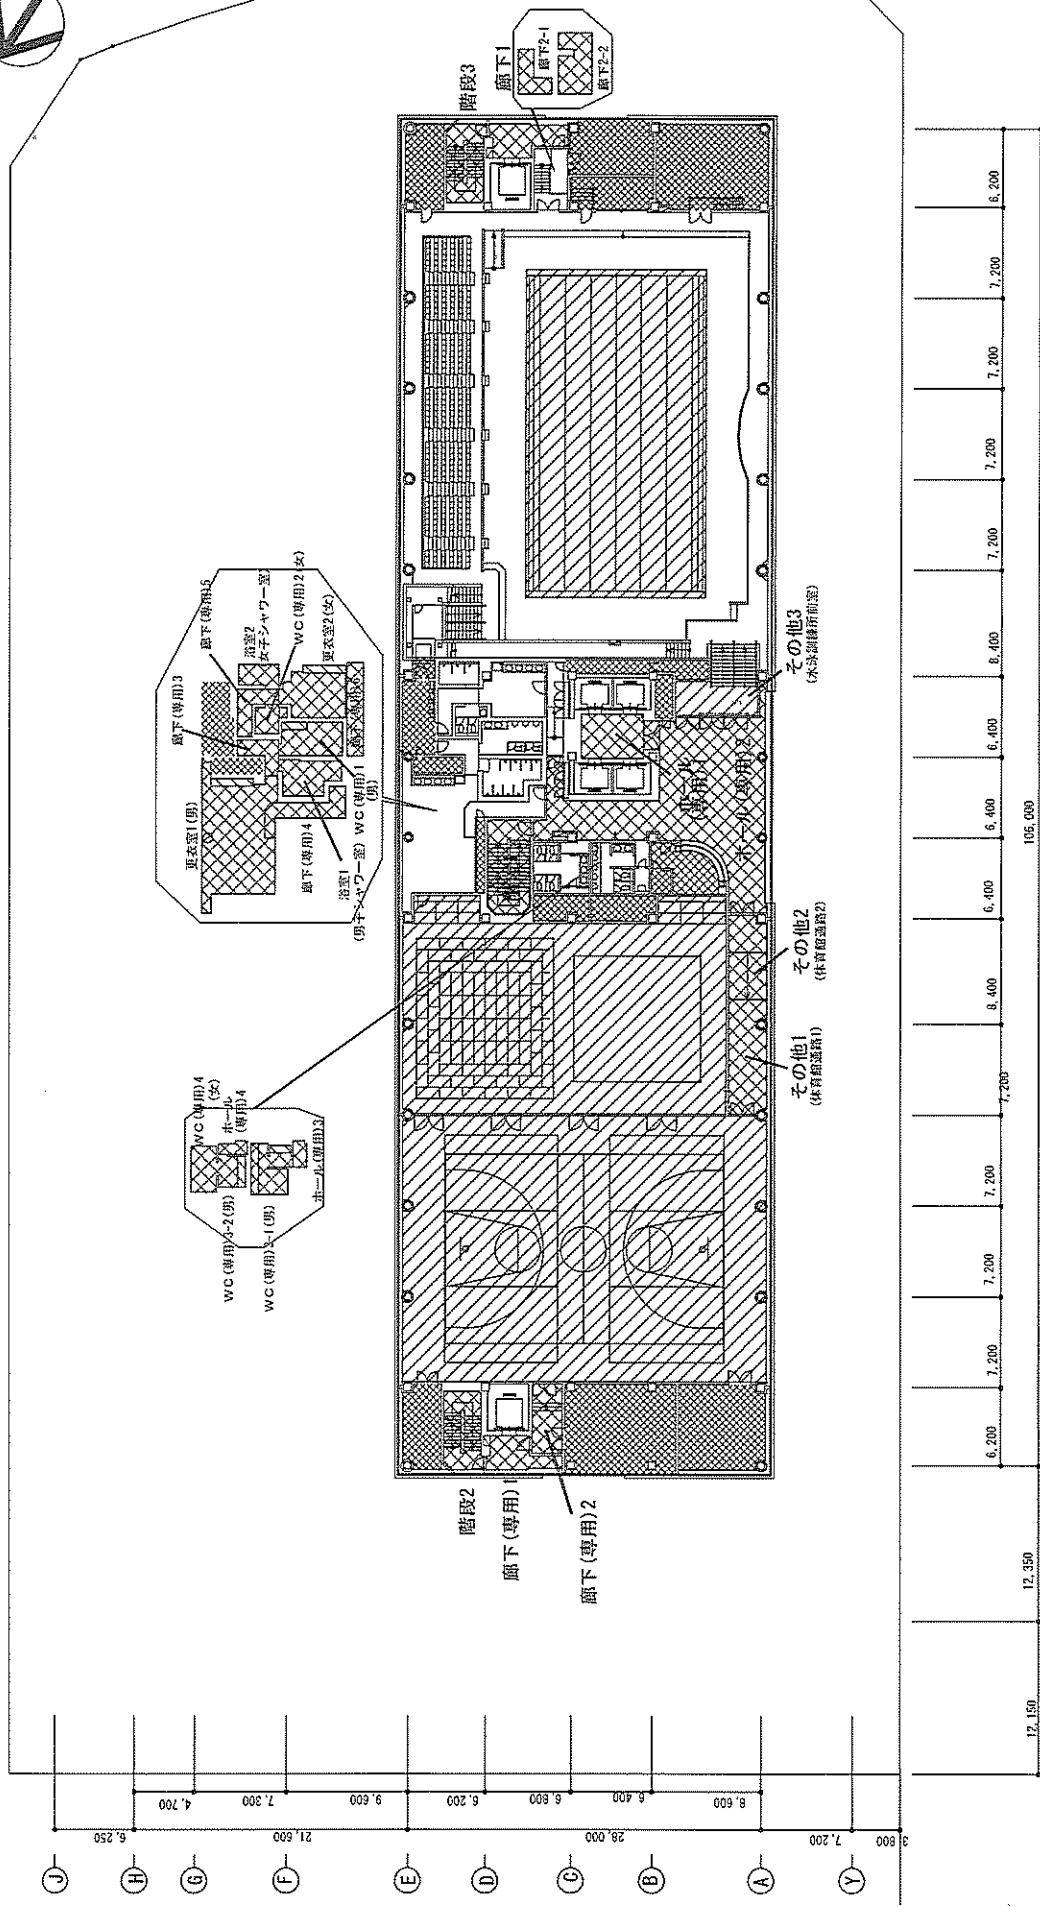 階段3
廊下1
廊下2-1
廊下2-2
廊下(専用)5
浴室2
女子シャワー室)
WC(専用)2(女)
更衣室2(女)
廊下(専用)3
更衣室1(男)
廊下(専用)4
浴室1
(男子シャワー室)
WC(専用)1
(男)
WC(専用)4
(女)
ホール
(専用)4
WC(専用)3-2(男)
WC(専用)3-1(男)
ホール(専用)3
ホール1
(専用)
ホール(専用)2
その他3
(水泳訓練所前室)
その他2
(体育館通路2)
その他1
(体育館通路1)
階段2
廊下(専用)1
廊下(専用)2
6,200
7,200
7,200
7,200
7,200
8,400
6,400
6,400
6,400
8,400
7,200
7,200
7,200
7,200
6,200
106,000
12,350
12,150
J
H
G
F
E
D
C
B
A
Y
6,250
21,600
28,000
7,200
3,800
4,700
7,300
9,600
6,200
6,800
6,400
8,600